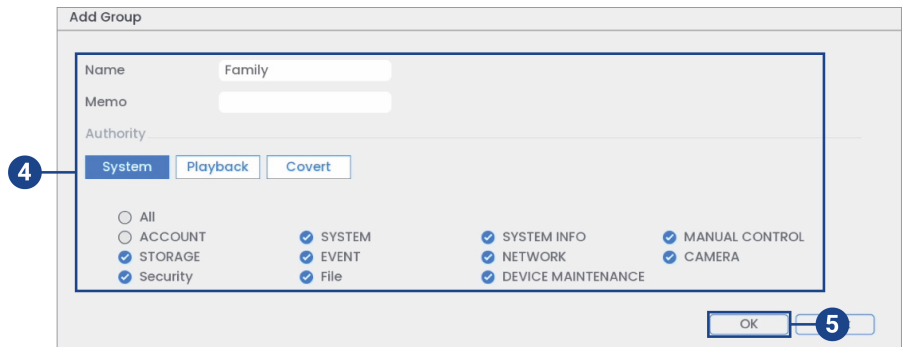 Add Group
Name Family
Memo
Authority
4
System Playback Covert
All
ACCOUNT SYSTEM SYSTEM INFO MANUAL CONTROL
STORAGE EVENT NETWORK CAMERA
Security File DEVICE MAINTENANCE
OK 5